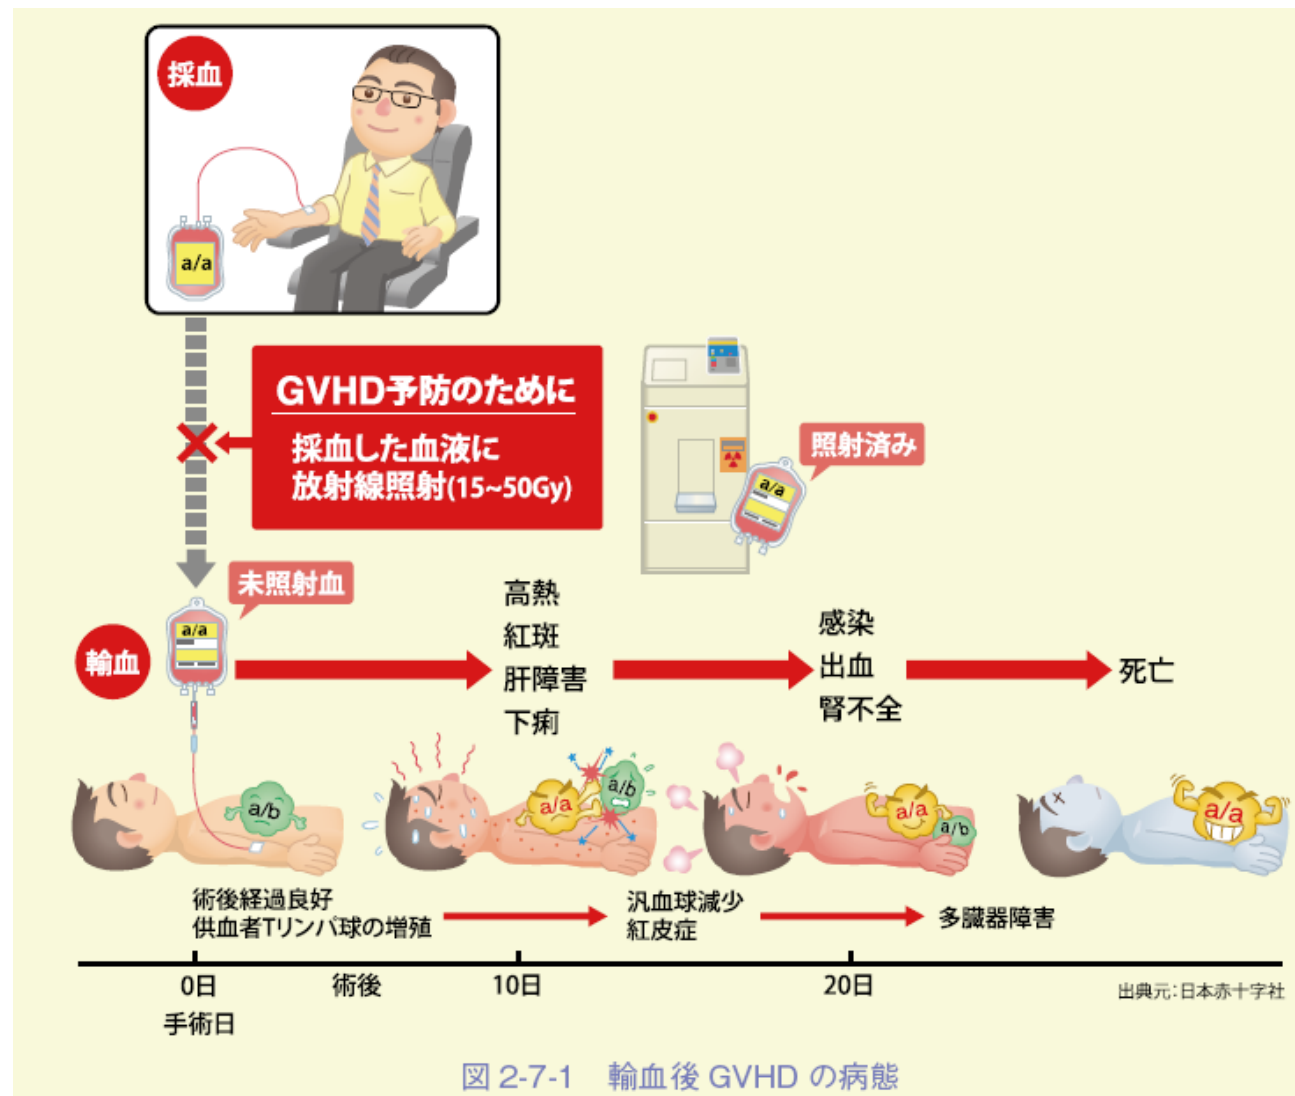 採血
a/a
GVHD予防のために
採血した血液に
放射線照射(15~50Gy)
照射済み
a/a
未照射血
a/a
輸血
高熱
紅斑
肝障害
下痢
感染
出血
腎不全
死亡
a/b
a/a
a/b
a/a
a/b
a/a
術後経過良好
供血者Tリンパ球の増殖
汎血球減少
紅皮症
多臓器障害
0日
術後
10日
20日
手術日
出典元：日本赤十字社
図 2-7-1　輸血後 GVHD の病態